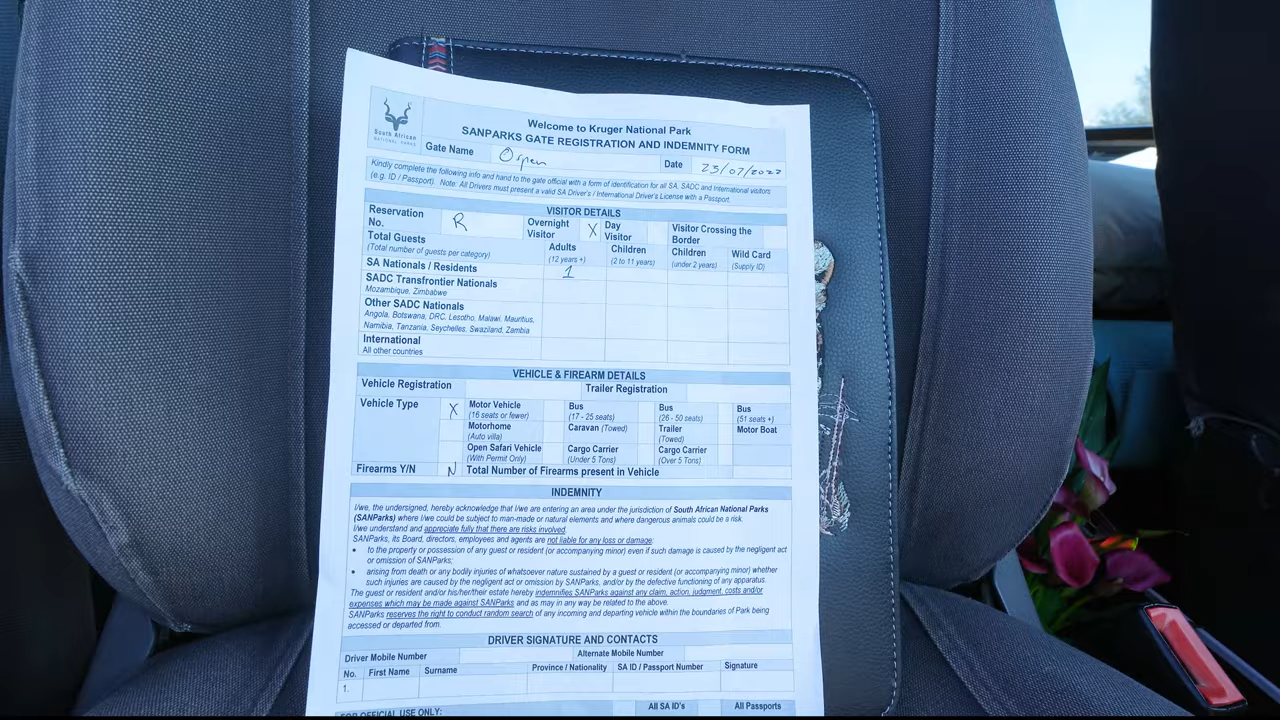 South African
NATIONAL PARKS
Welcome to Kruger National Park
SANPARKS GATE REGISTRATION AND INDEMNITY FORM
Gate Name Orpen Date 25/07/2022
Kindly complete the following info and hand to the gate official with a form of identification for all SA, SADC and International visitors
(e.g. ID / Passport). Note: All Drivers must present a valid SA Driver's / International Driver's License with a Passport.
VISITOR DETAILS
Reservation No. R Overnight Visitor X Day Visitor Visitor Crossing the Border
Total Guests Adults Children Children Wild Card
(Total number of guests per category) (12 years +) (2 to 11 years) (under 2 years) (Supply ID)
SA Nationals / Residents 1
SADC Transfrontier Nationals
Mozambique, Zimbabwe
Other SADC Nationals
Angola, Botswana, DRC, Lesotho, Malawi, Mauritius,
Namibia, Tanzania, Seychelles, Swaziland, Zambia
International
All other countries
VEHICLE & FIREARM DETAILS
Vehicle Registration Trailer Registration
Vehicle Type X Motor Vehicle Bus Bus Bus
(16 seats or fewer) (17 - 25 seats) (26 - 50 seats) (51 seats +)
Motorhome Caravan (Towed) Trailer Motor Boat
(Auto villa) (Towed)
Open Safari Vehicle Cargo Carrier Cargo Carrier
(With Permit Only) (Under 5 Tons) (Over 5 Tons)
Firearms Y/N N Total Number of Firearms present in Vehicle
INDEMNITY
I/we, the undersigned, hereby acknowledge that I/we are entering an area under the jurisdiction of South African National Parks
(SANParks) where I/we could be subject to man-made or natural elements and where dangerous animals could be a risk.
I/we understand and appreciate fully that there are risks involved.
SANParks, its Board, directors, employees and agents are not liable for any loss or damage:
• to the property or possession of any guest or resident (or accompanying minor) even if such damage is caused by the negligent act
or omission of SANParks;
• arising from death or any bodily injuries of whatsoever nature sustained by a guest or resident (or accompanying minor) whether
such injuries are caused by the negligent act or omission by SANParks, and/or by the defective functioning of any apparatus.
The guest or resident and/or his/her/their estate hereby indemnifies SANParks against any claim, action, judgment, costs and/or
expenses which may be made against SANParks and as may in any way be related to the above.
SANParks reserves the right to conduct random search of any incoming and departing vehicle within the boundaries of Park being
accessed or departed from.
DRIVER SIGNATURE AND CONTACTS
Driver Mobile Number Alternate Mobile Number
No. First Name Surname Province / Nationality SA ID / Passport Number Signature
1.
FOR OFFICIAL USE ONLY: All SA ID's All Passports